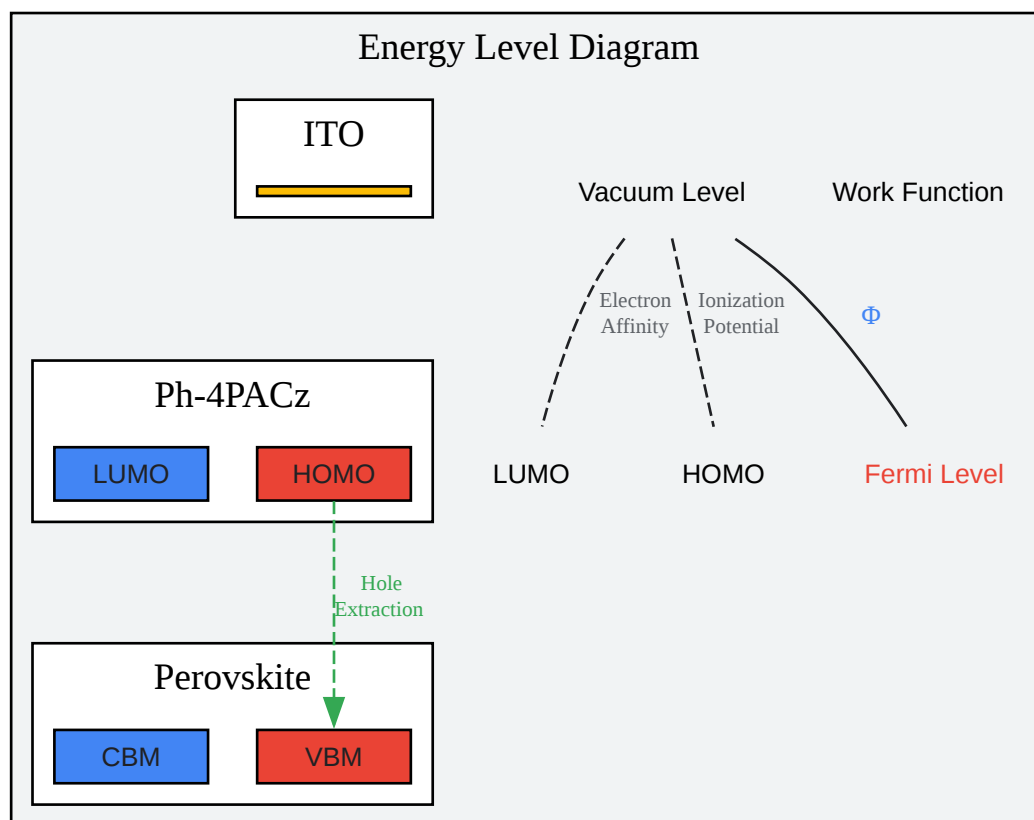 Energy Level Diagram
ITO
Vacuum Level
Work Function
Electron
Affinity
Ionization
Potential
Φ
Ph-4PACz
LUMO
HOMO
LUMO
HOMO
Fermi Level
Hole
Extraction
Perovskite
CBM
VBM